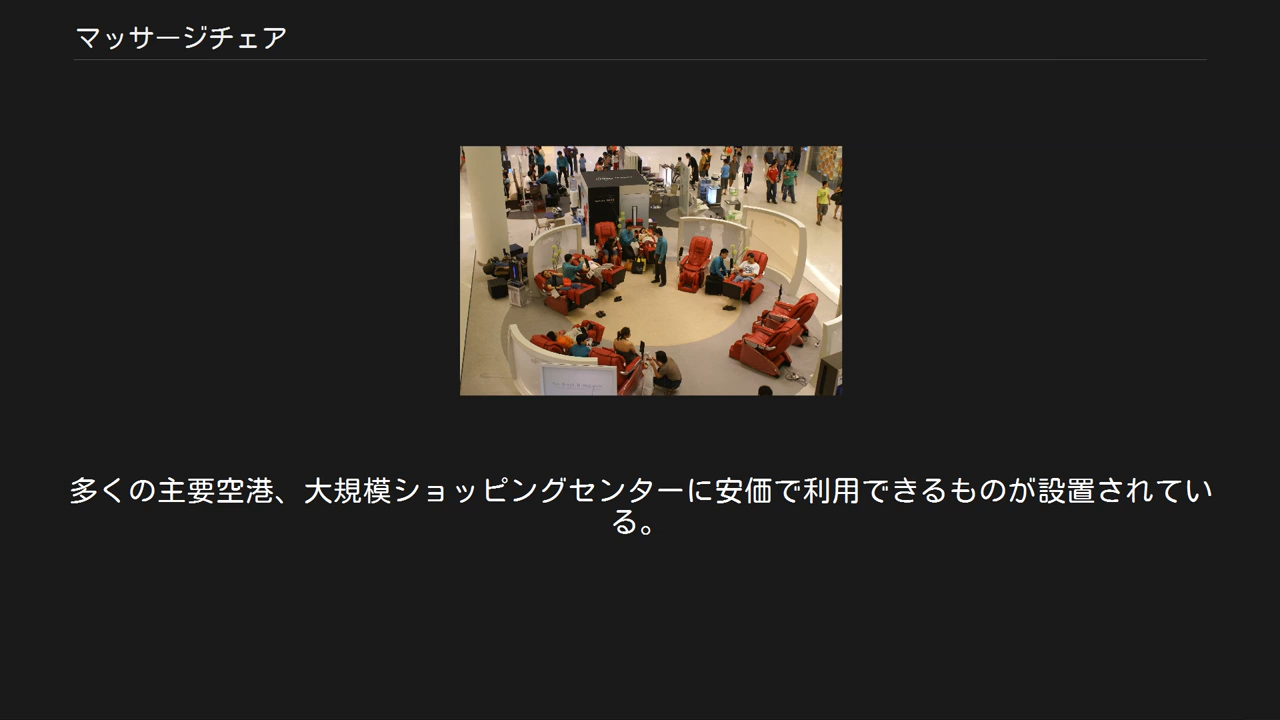 マッサージチェア
多くの主要空港、大規模ショッピングセンターに安価で利用できるものが設置されてい
る。